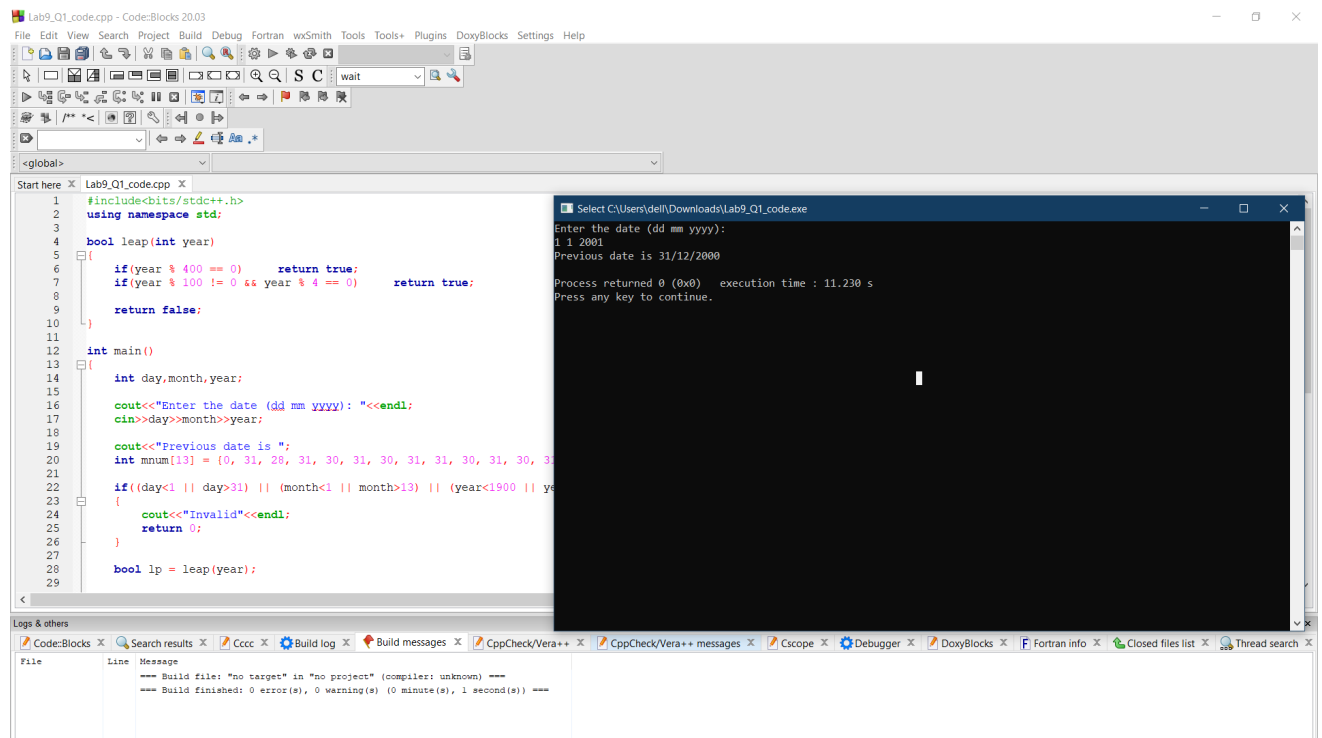 Lab9_Q1_code.cpp - Code::Blocks 20.03
File Edit View Search Project Build Debug Fortran wxSmith Tools Tools+ Plugins DoxyBlocks Settings Help
S C wait
/** *<
Aa .*
<global>
Start here X Lab9_Q1_code.cpp X
1 #include<bits/stdc++.h>
2 using namespace std;
3
4 bool leap(int year)
5 {
6 if(year % 400 == 0) return true;
7 if(year % 100 != 0 && year % 4 == 0) return true;
8
9 return false;
10 }
11
12 int main()
13 {
14 int day,month,year;
15
16 cout<<"Enter the date (dd mm yyyy): "<<endl;
17 cin>>day>>month>>year;
18
19 cout<<"Previous date is ";
20 int mnum[13] = {0, 31, 28, 31, 30, 31, 30, 31, 31, 30, 31, 30, 31
21
22 if((day<1 || day>31) || (month<1 || month>13) || (year<1900 || ye
23 {
24 cout<<"Invalid"<<endl;
25 return 0;
26 }
27
28 bool lp = leap(year);
29
Select C:\Users\dell\Downloads\Lab9_Q1_code.exe
Enter the date (dd mm yyyy):
1 1 2001
Previous date is 31/12/2000
Process returned 0 (0x0) execution time : 11.230 s
Press any key to continue.
Logs & others
Code::Blocks X Search results X Cccc X Build log X Build messages X CppCheck/Vera++ X CppCheck/Vera++ messages X Cscope X Debugger X DoxyBlocks X Fortran info X Closed files list X Thread search X
File Line Message
=== Build file: "no target" in "no project" (compiler: unknown) ===
=== Build finished: 0 error(s), 0 warning(s) (0 minute(s), 1 second(s)) ===